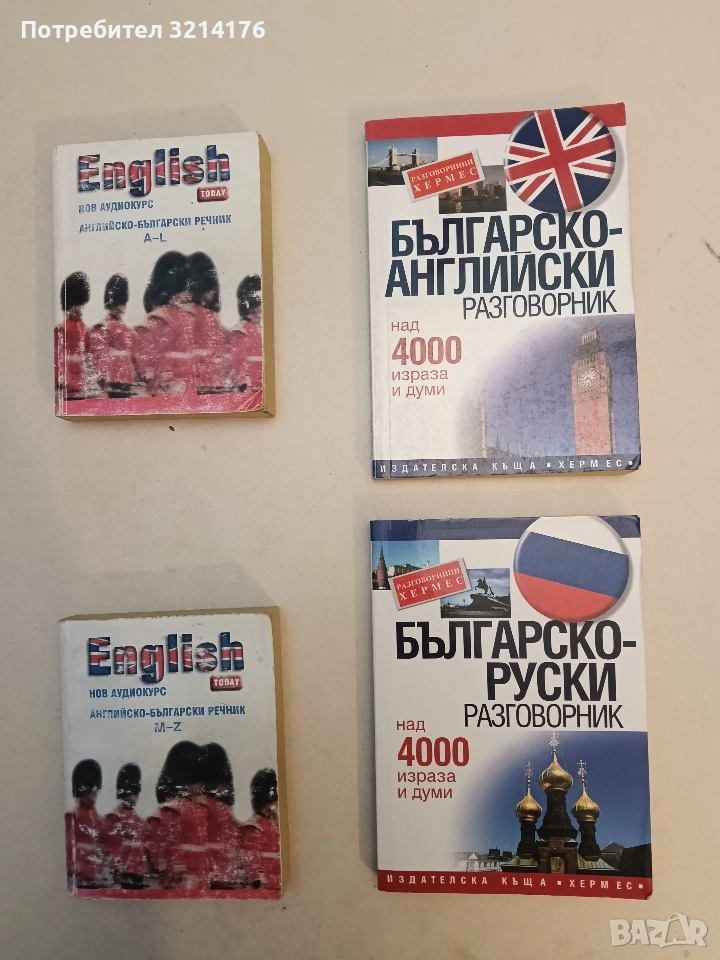 Потребител 3214176
English
TODAY
НОВ АУДИОКУРС
АНГЛИЙСКО-БЪЛГАРСКИ РЕЧНИК
A-L
РАЗГОВОРНИЦИ
ХЕРМЕС
БЪЛГАРСКО-
АНГЛИЙСКИ
РАЗГОВОРНИК
над
4000
израза
и думи
ИЗДАТЕЛСКА КЪЩА ▪ ХЕРМЕС ▪
English
TODAY
НОВ АУДИОКУРС
АНГЛИЙСКО-БЪЛГАРСКИ РЕЧНИК
M-Z
РАЗГОВОРНИЦИ
ХЕРМЕС
БЪЛГАРСКО-
РУСКИ
РАЗГОВОРНИК
над
4000
израза
и думи
ИЗДАТЕЛСКА КЪЩА ▪ ХЕРМЕС ▪
BAZAR